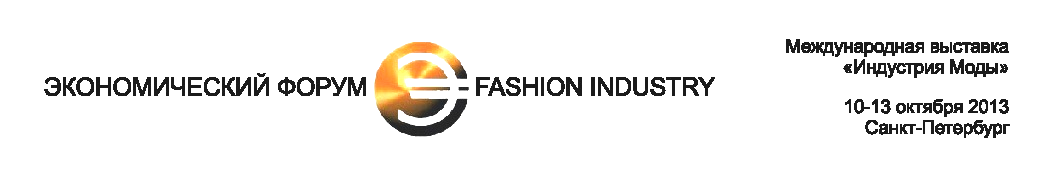 ЭКОНОМИЧЕСКИЙ ФОРУМ FASHION INDUSTRY
Международная выставка
«Индустрия Моды»
10-13 октября 2013
Санкт-Петербург